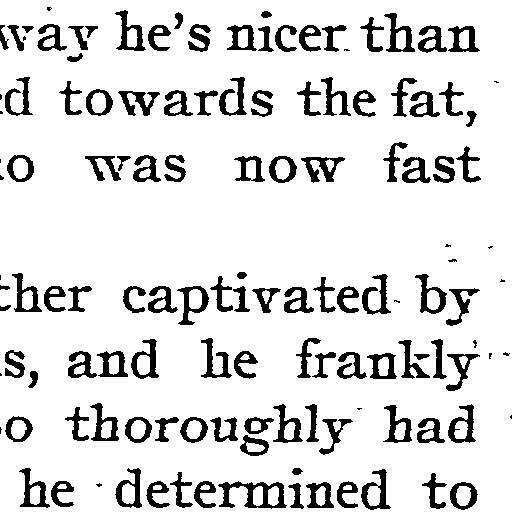 way he's nicer than
towards the fat,
was now fast
captivated by
and he frankly
thoroughly had
he determined to